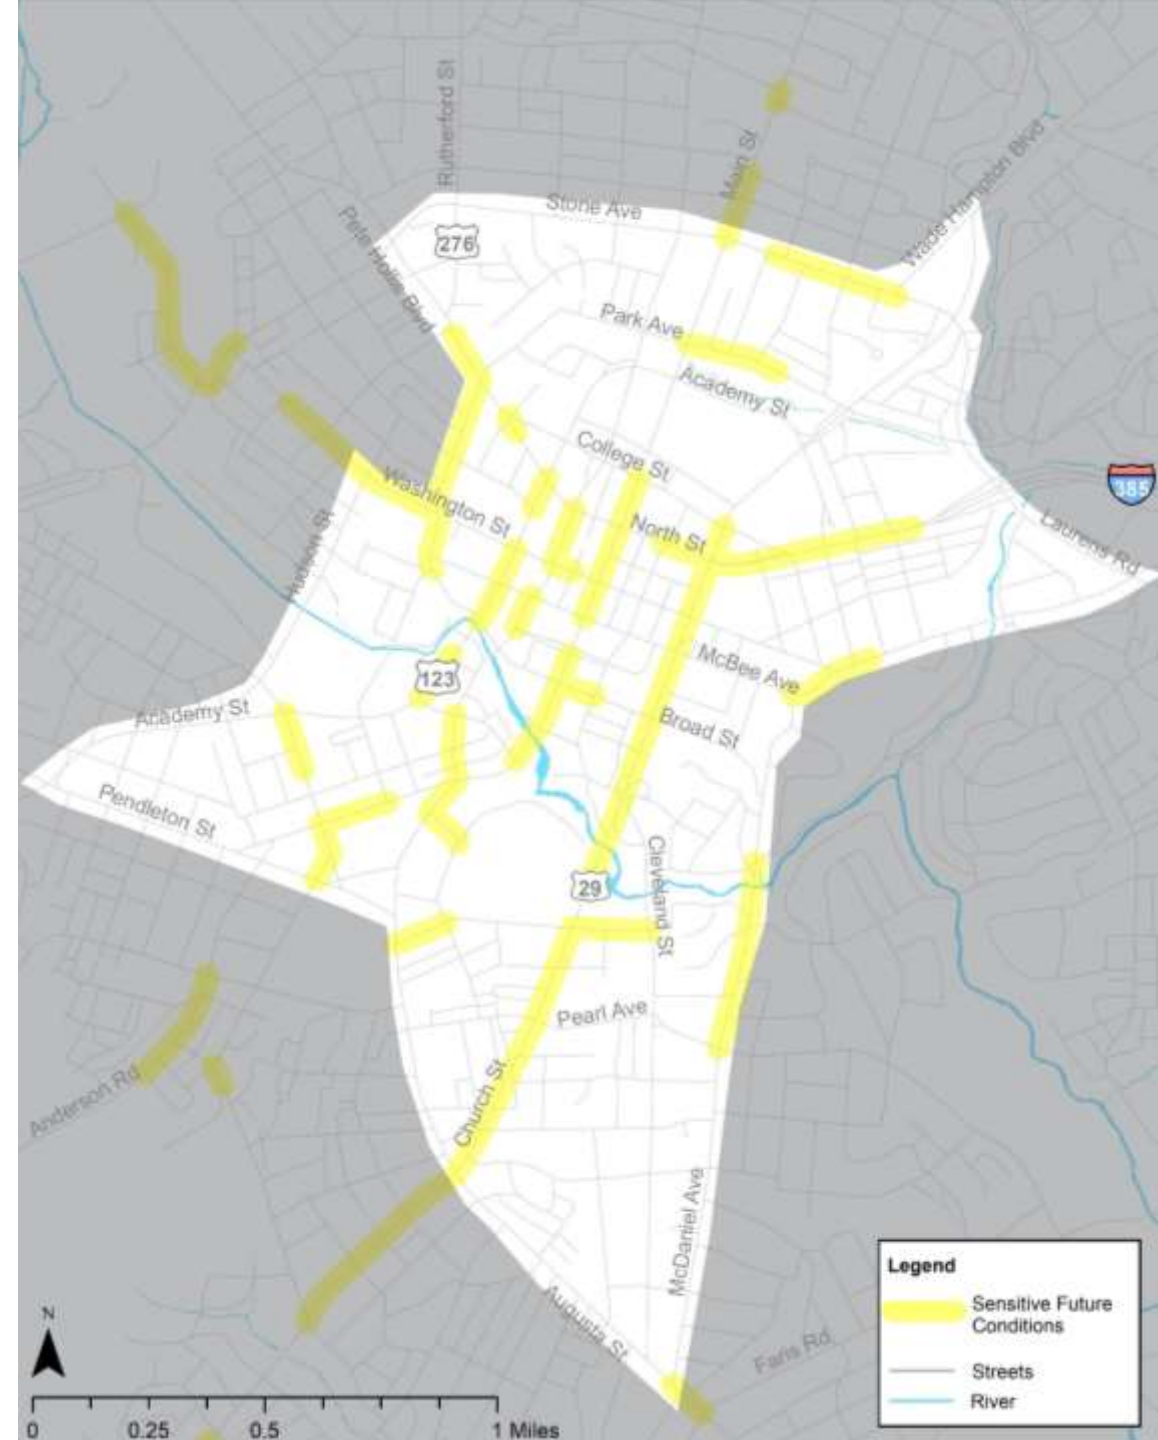 Rutherford St
Main St
Wade Hampton Blvd
Stone Ave
Pete Hollis Blvd
276
Park Ave
Academy St
College St
385
Washington St
North St
Laurens Rd
Hudson St
McBee Ave
123
Academy St
Broad St
Pendleton St
Cleveland St
29
Pearl Ave
Anderson Rd
Church St
McDaniel Ave
Augusta St
Faris Rd
Legend
Sensitive Future
Conditions
Streets
River
N
0 0.25 0.5 1 Miles